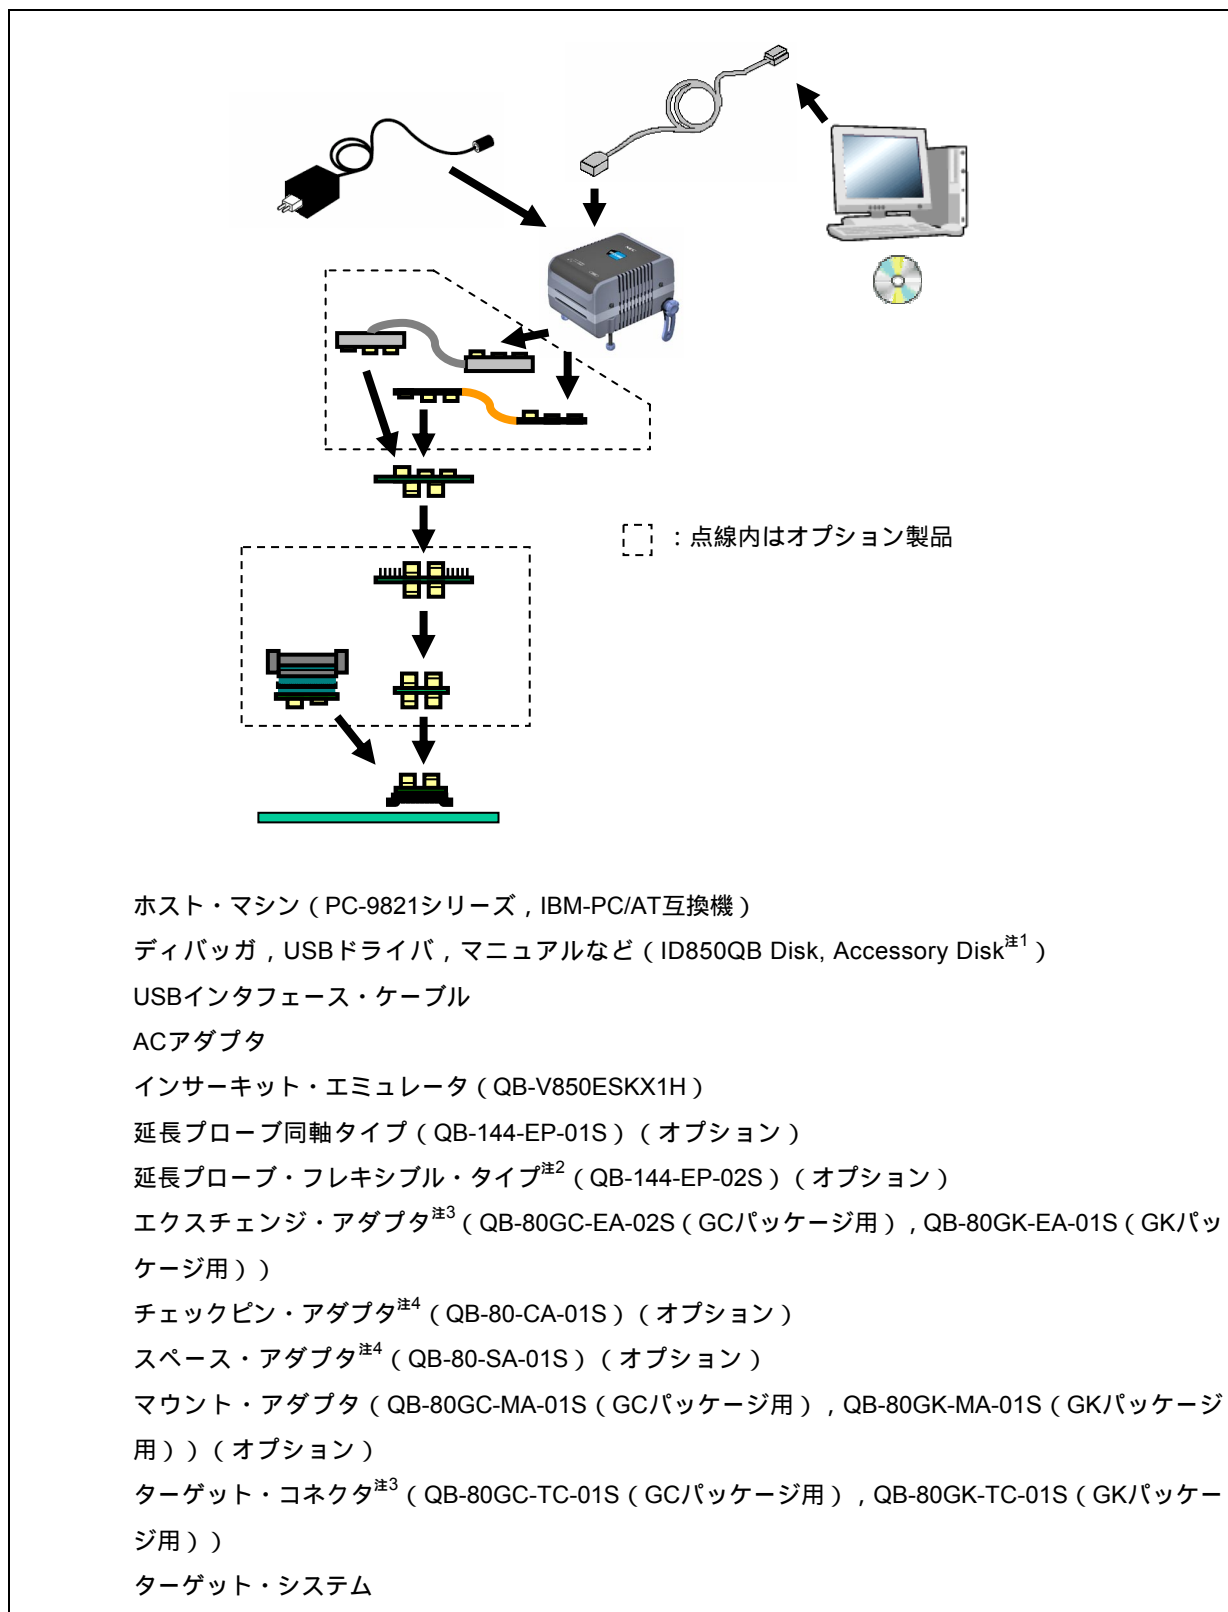 ：点線内はオプション製品
ホスト・マシン（PC-9821シリーズ，IBM-PC/AT互換機）
ディバッガ，USBドライバ，マニュアルなど（ID850QB Disk, Accessory Disk注1）
USBインタフェース・ケーブル
ACアダプタ
インサーキット・エミュレータ（QB-V850ESKX1H）
延長プローブ同軸タイプ（QB-144-EP-01S）（オプション）
延長プローブ・フレキシブル・タイプ注2（QB-144-EP-02S）（オプション）
エクスチェンジ・アダプタ注3（QB-80GC-EA-02S（GCパッケージ用），QB-80GK-EA-01S（GKパッ
ケージ用））
チェックピン・アダプタ注4（QB-80-CA-01S）（オプション）
スペース・アダプタ注4（QB-80-SA-01S）（オプション）
マウント・アダプタ（QB-80GC-MA-01S（GCパッケージ用），QB-80GK-MA-01S（GKパッケージ
用））（オプション）
ターゲット・コネクタ注3（QB-80GC-TC-01S（GCパッケージ用），QB-80GK-TC-01S（GKパッケー
ジ用））
ターゲット・システム